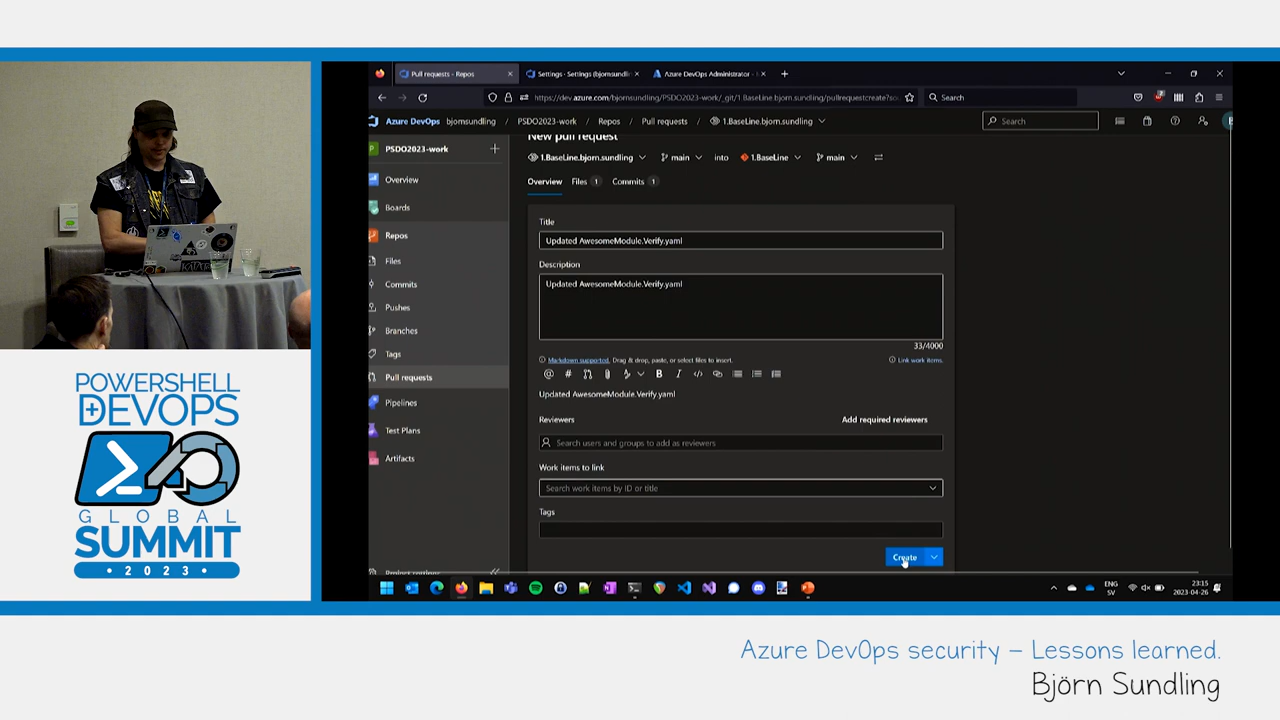 Pull requests - Repos
Settings · Settings (bjornsundlin
Azure DevOps Administrator -
https://dev.azure.com/bjornsundling/PSDO2023-work/_git/1.BaseLine.bjorn.sundling/pullrequestcreate?so
Search
Azure DevOps bjornsundling / PSDO2023-work / Repos / Pull requests / 1.BaseLine.bjorn.sundling
Search
P PSDO2023-work
Overview
Boards
Repos
Files
Commits
Pushes
Branches
Tags
Pull requests
Pipelines
Test Plans
Artifacts
Project settings
New pull request
1.BaseLine.bjorn.sundling main into 1.BaseLine main
Overview Files 1 Commits 1
Title
Updated AwesomeModule.Verify.yaml
Description
Updated AwesomeModule.Verify.yaml
33/4000
Markdown supported. Drag & drop, paste, or select files to insert.
Link work items.
Updated AwesomeModule.Verify.yaml
Reviewers
Add required reviewers
Search users and groups to add as reviewers
Work items to link
Search work items by ID or title
Tags
Create
ENG
SV
23:15
2023-04-26
POWERSHELL
+DEVOPS
GLOBAL
SUMMIT
• 2023 •
Azure DevOps security – Lessons learned.
Björn Sundling